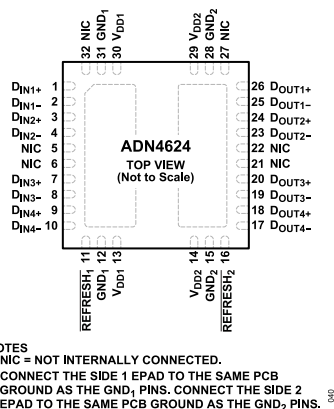 32 NIC
31 GND1
30 VDD1
29 VDD2
28 GND2
27 NIC
DIN1+ 1
DIN1– 2
DIN2+ 3
DIN2– 4
NIC 5
NIC 6
DIN3+ 7
DIN3– 8
DIN4+ 9
DIN4– 10
ADN4624
TOP VIEW
(Not to Scale)
26 DOUT1+
25 DOUT1–
24 DOUT2+
23 DOUT2–
22 NIC
21 NIC
20 DOUT3+
19 DOUT3–
18 DOUT4+
17 DOUT4–
REFRESH1 11
GND1 12
VDD1 13
VDD2 14
GND2 15
REFRESH2 16
OTES
NIC = NOT INTERNALLY CONNECTED.
CONNECT THE SIDE 1 EPAD TO THE SAME PCB
GROUND AS THE GND1 PINS. CONNECT THE SIDE 2
EPAD TO THE SAME PCB GROUND AS THE GND2 PINS.
040